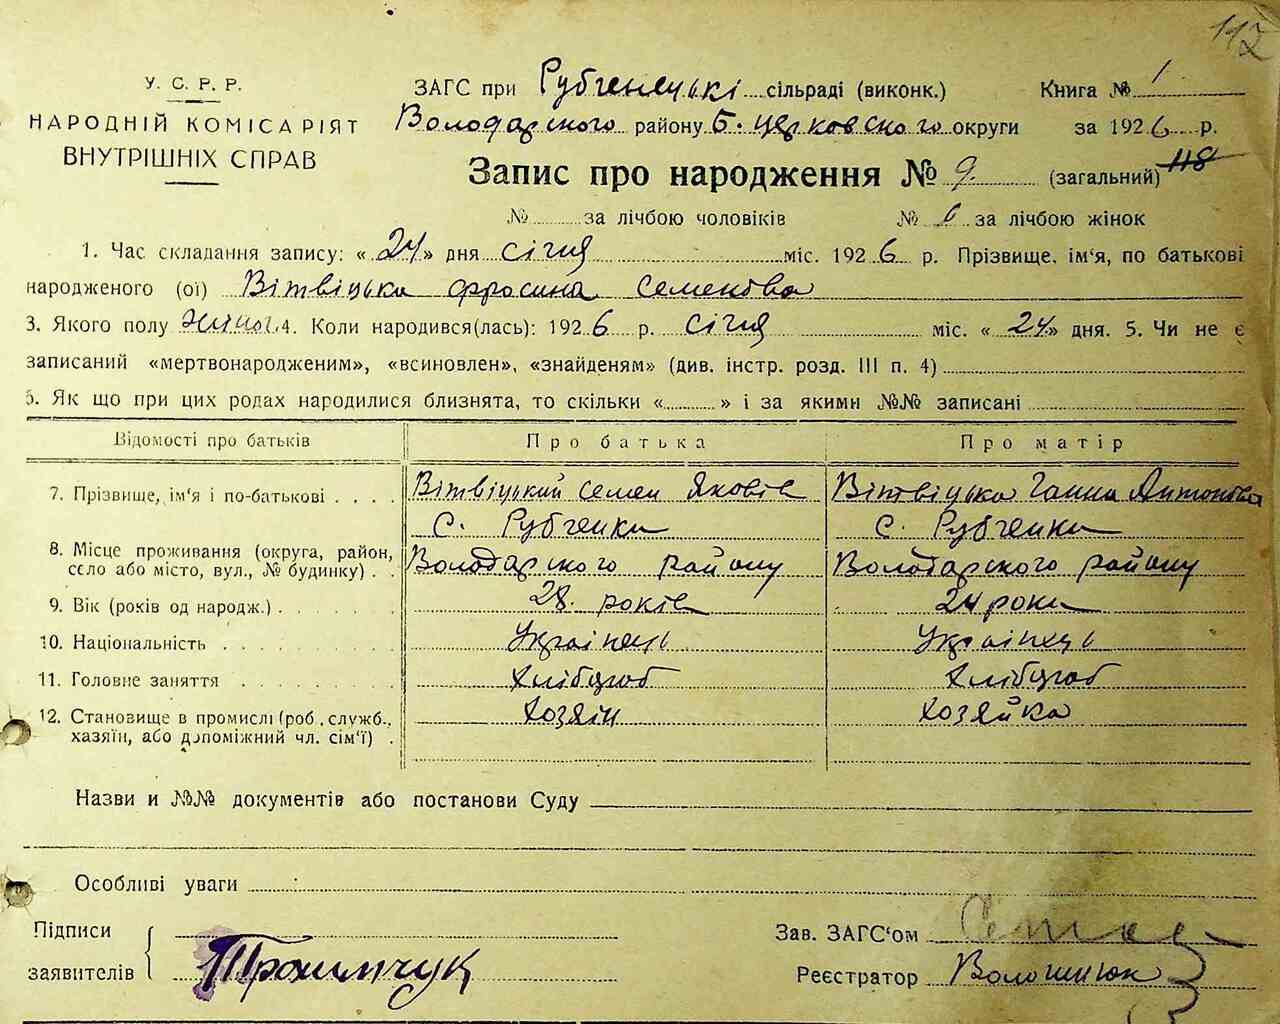 112
У. С. Р. Р.
НАРОДНІЙ КОМІСАРІЯТ
ВНУТРІШНІХ СПРАВ
ЗАГС при Рубченецькі сільраді (виконк.) Книга № 1
Володарского району Б. церковского округи за 1926 р.
Запис про народження № 9. (загальний) 118
№ за лічбою чоловіків № 6 за лічбою жінок
1. Час складання запису: «24» дня січня міс. 1926 р. Прізвище, ім'я, по батькові
народженого (ої) Вітвіцька Фросина Семенова
3. Якого полу жіноч. 4. Коли народився(лась): 1926 р. січня міс. «24» дня. 5. Чи не є
записаний «мертвонародженим», «всиновлен», «знайденям» (див. інстр. розд. III п. 4)
5. Як що при цих родах народилися близнята, то скільки « » і за якими №№ записані
Відомості про батьків Про батька Про матір
7. Прізвище, ім'я і по-батькові Вітвіцький Семен Яковів Вітвіцька Ганна Антонова
с. Рубченки с. Рубченки
8. Місце проживання (округа, район, село або місто, вул., № будинку) Володарского району Володарского району
9. Вік (років од народж.) 28. років 24 роки
10. Національність Українець Українець
11. Головне заняття Хлібороб Хлібороб
12. Становище в промислі (роб., служб., хазяїн, або допоміжний чл. сім'ї) Хозяїн Хозяйка
Назви и №№ документів або постанови Суду
Особливі уваги
Підписи
заявителів Трохимчук
Зав. ЗАГС'ом
Реєстратор Волошинюк